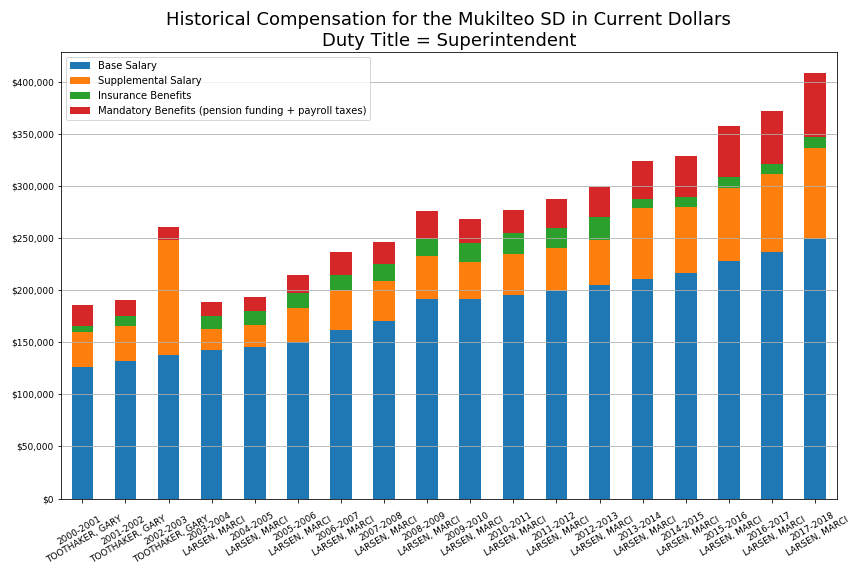 Historical Compensation for the Mukilteo SD in Current Dollars
Duty Title = Superintendent
Base Salary
Supplemental Salary
Insurance Benefits
Mandatory Benefits (pension funding + payroll taxes)
$400,000
$350,000
$300,000
$250,000
$200,000
$150,000
$100,000
$50,000
$0
2000-2001
TOOTHAKER, GARY
2001-2002
TOOTHAKER, GARY
2002-2003
TOOTHAKER, GARY
2003-2004
LARSEN, MARCI
2004-2005
LARSEN, MARCI
2005-2006
LARSEN, MARCI
2006-2007
LARSEN, MARCI
2007-2008
LARSEN, MARCI
2008-2009
LARSEN, MARCI
2009-2010
LARSEN, MARCI
2010-2011
LARSEN, MARCI
2011-2012
LARSEN, MARCI
2012-2013
LARSEN, MARCI
2013-2014
LARSEN, MARCI
2014-2015
LARSEN, MARCI
2015-2016
LARSEN, MARCI
2016-2017
LARSEN, MARCI
2017-2018
LARSEN, MARCI